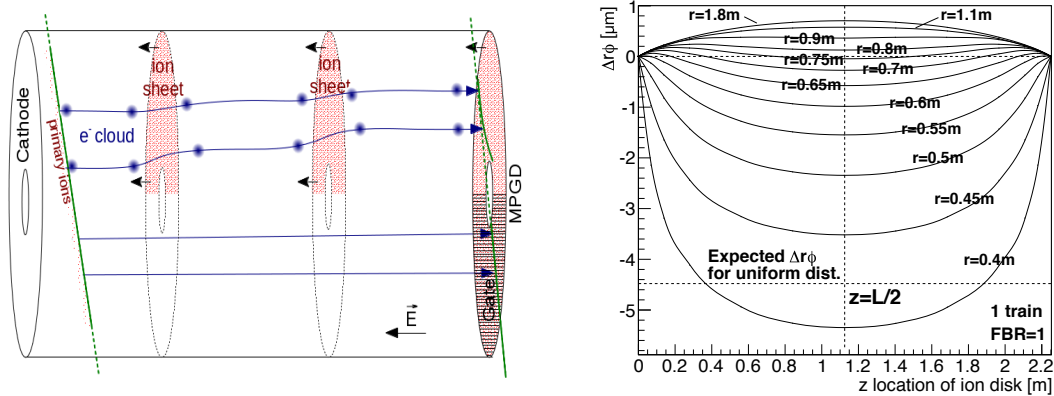 Cathode
primary ions
e- cloud
ion
sheet
ion
sheet
E
Gate
MPGD
Δrϕ [μm]
1
0
-1
-2
-3
-4
-5
r=1.8m
r=1.1m
r=0.9m
r=0.8m
r=0.75m
r=0.7m
r=0.65m
r=0.6m
r=0.55m
r=0.5m
r=0.45m
r=0.4m
Expected Δrϕ
for uniform dist.
z=L/2
1 train
FBR=1
0 0.2 0.4 0.6 0.8 1 1.2 1.4 1.6 1.8 2 2.2
z location of ion disk [m]